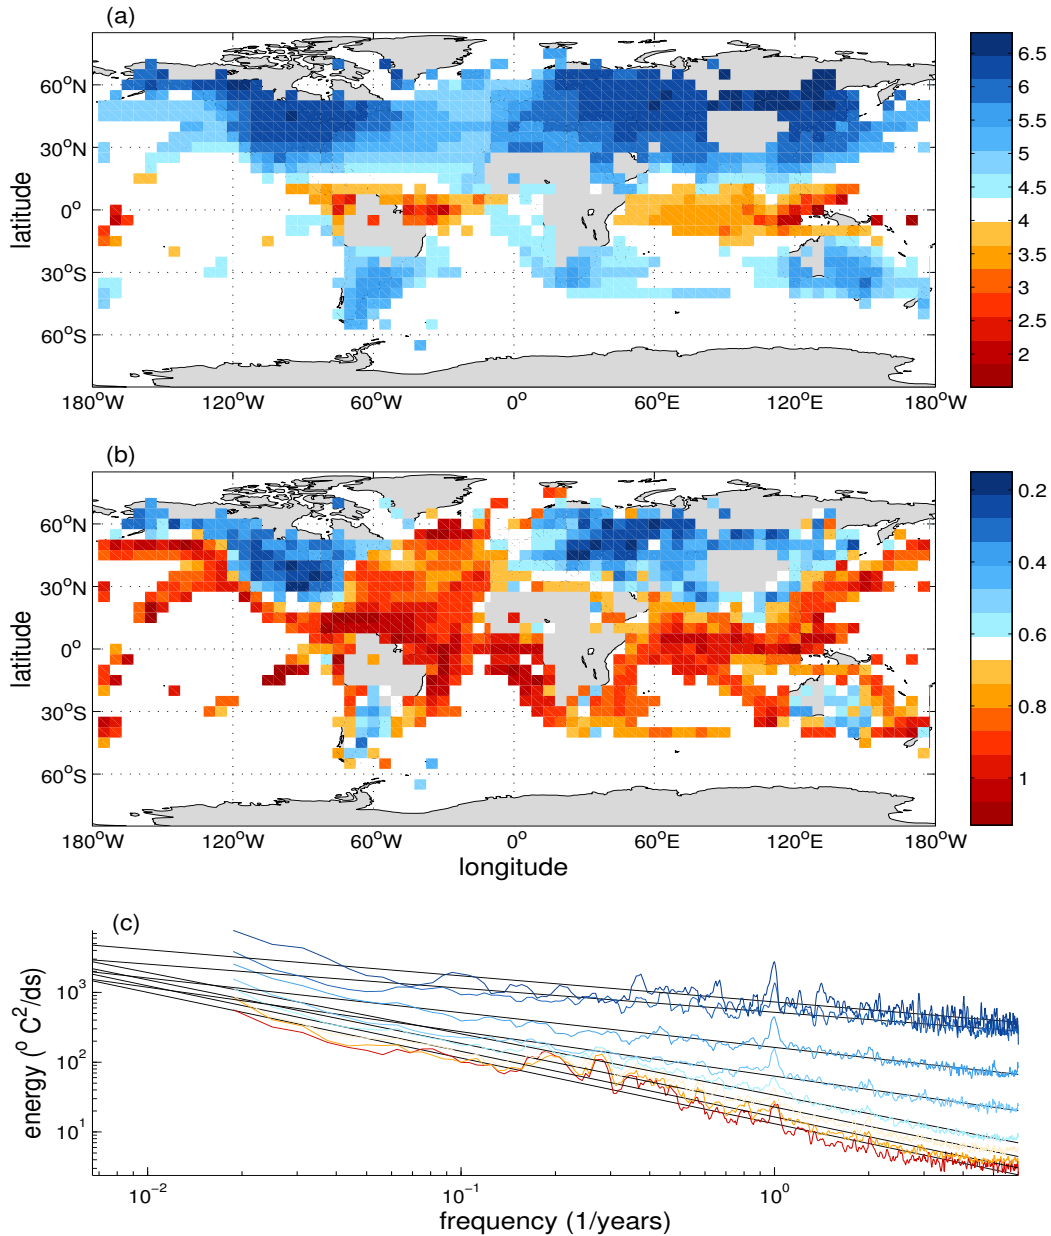 (a)
latitude
60°N
30°N
0°
30°S
60°S
180°W 120°W 60°W 0° 60°E 120°E 180°W
6.5
6
5.5
5
4.5
4
3.5
3
2.5
2
(b)
latitude
60°N
30°N
0°
30°S
60°S
180°W 120°W 60°W 0° 60°E 120°E 180°W
longitude
0.2
0.4
0.6
0.8
1
(c)
energy (° C²/ds)
10³
10²
10¹
10⁻² 10⁻¹ 10⁰
frequency (1/years)